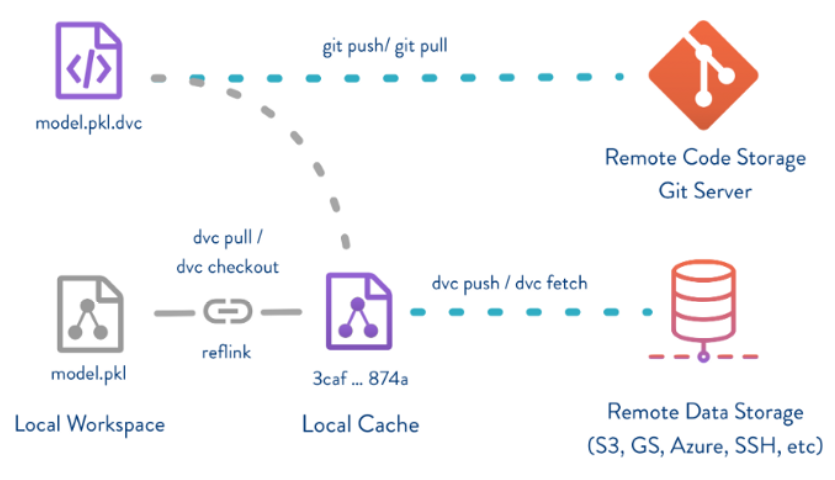 git push/ git pull
model.pkl.dvc
Remote Code Storage
Git Server
dvc pull /
dvc checkout
dvc push / dvc fetch
reflink
model.pkl
3caf ... 874a
Local Workspace
Local Cache
Remote Data Storage
(S3, GS, Azure, SSH, etc)